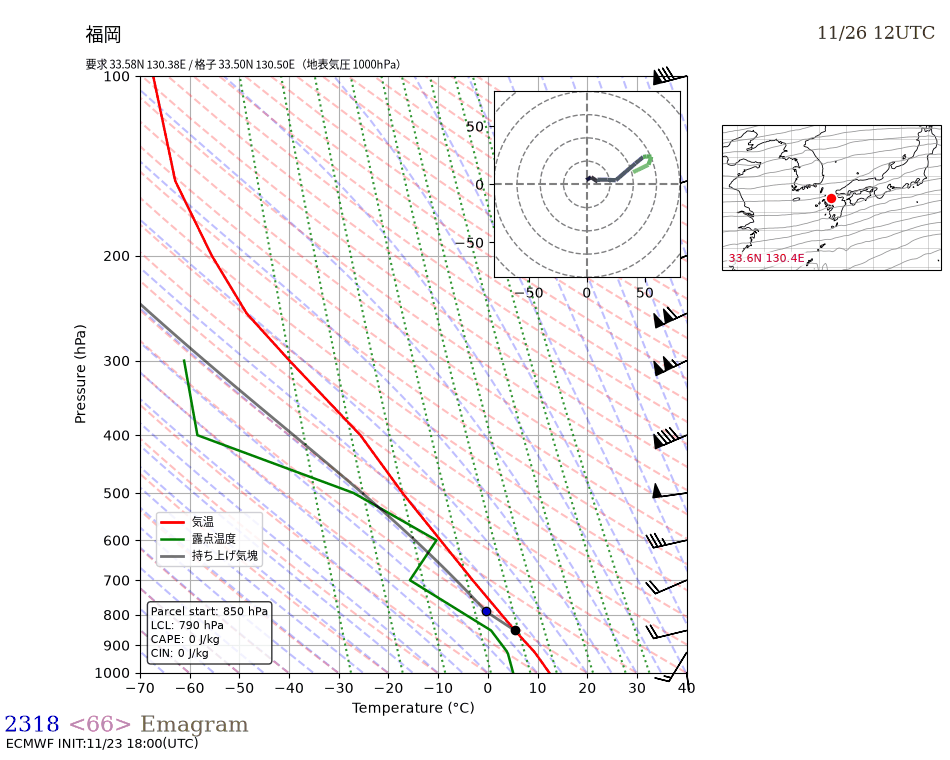 福岡
11/26 12UTC
要求 33.58N 130.38E / 格子 33.50N 130.50E（地表気圧 1000hPa）
100
200
300
400
500
600
700
800
900
1000
Pressure (hPa)
−70 −60 −50 −40 −30 −20 −10 0 10 20 30 40
Temperature (°C)
50
0
−50
−50 0 50
33.6N 130.4E
気温
露点温度
持ち上げ気塊
Parcel start: 850 hPa
LCL: 790 hPa
CAPE: 0 J/kg
CIN: 0 J/kg
2318 <66> Emagram
ECMWF INIT:11/23 18:00(UTC)